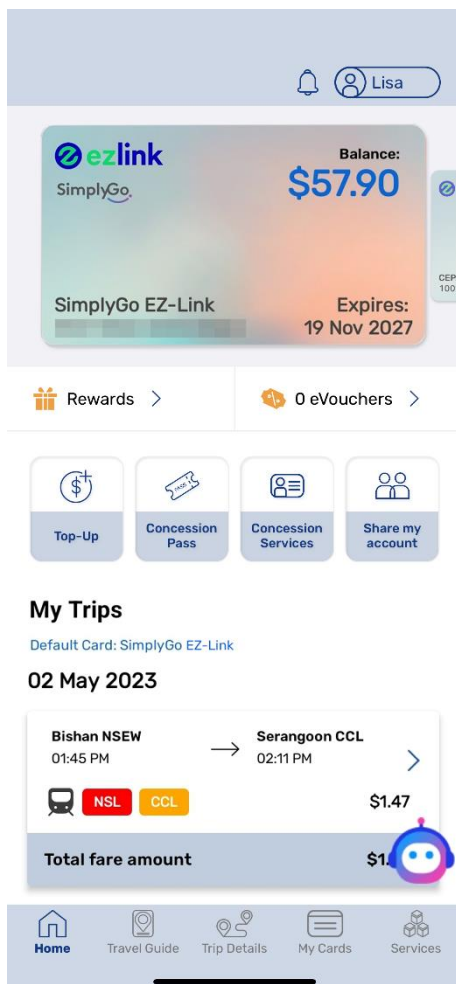 Lisa
ezlink
SimplyGo
Balance:
$57.90
SimplyGo EZ-Link
Expires:
19 Nov 2027
CEP
100
Rewards
0 eVouchers
Top-Up
Concession
Pass
Concession
Services
Share my
account
My Trips
Default Card: SimplyGo EZ-Link
02 May 2023
Bishan NSEW
Serangoon CCL
01:45 PM
02:11 PM
NSL CCL
$1.47
Total fare amount
$1.
Home
Travel Guide
Trip Details
My Cards
Services